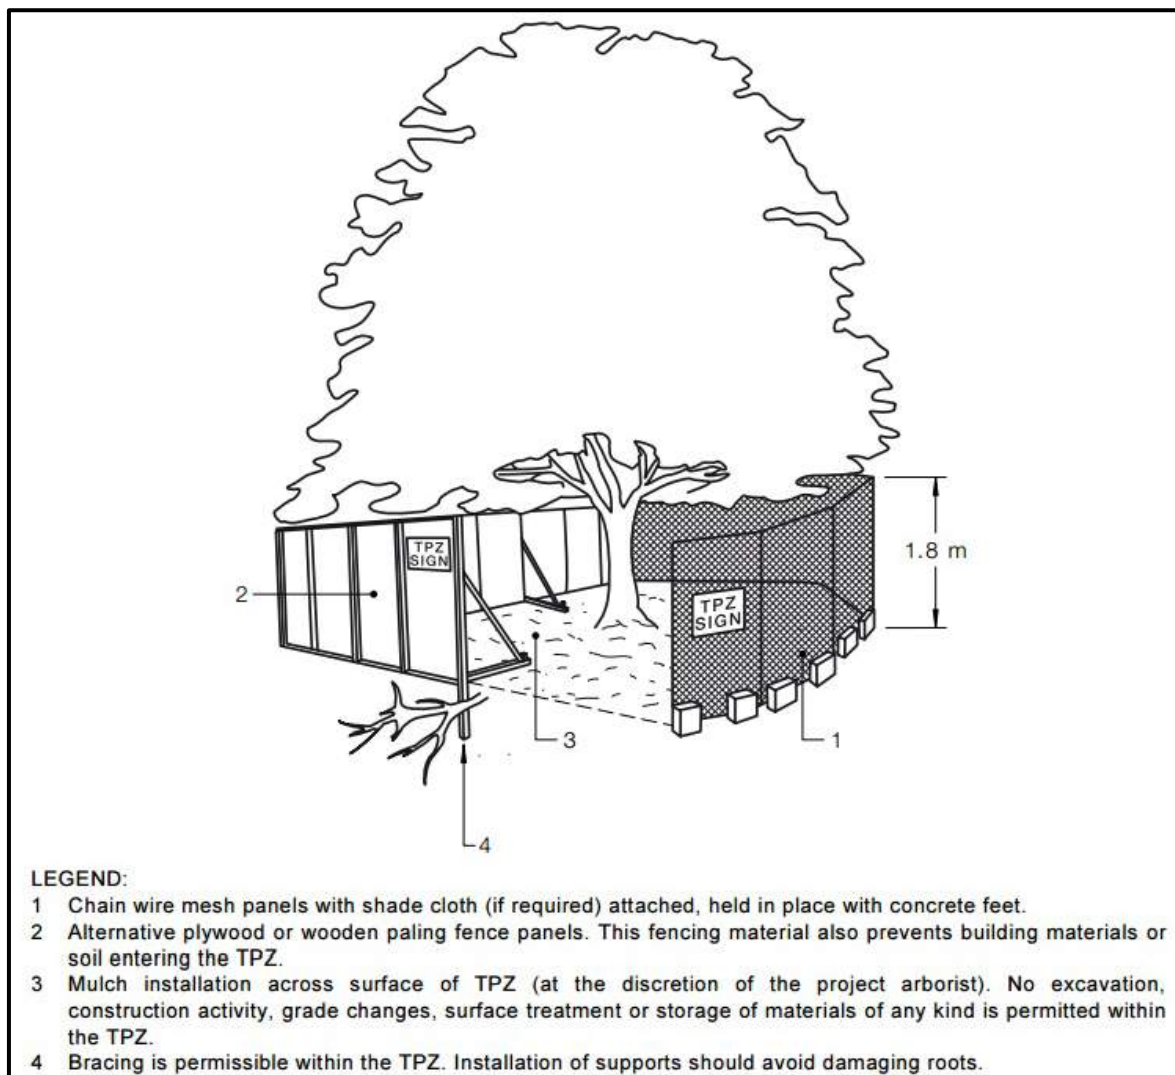 TPZ
SIGN
1.8 m
2
TPZ
SIGN
3
1
4
LEGEND:
1 Chain wire mesh panels with shade cloth (if required) attached, held in place with concrete feet.
2 Alternative plywood or wooden paling fence panels. This fencing material also prevents building materials or
soil entering the TPZ.
3 Mulch installation across surface of TPZ (at the discretion of the project arborist). No excavation,
construction activity, grade changes, surface treatment or storage of materials of any kind is permitted within
the TPZ.
4 Bracing is permissible within the TPZ. Installation of supports should avoid damaging roots.